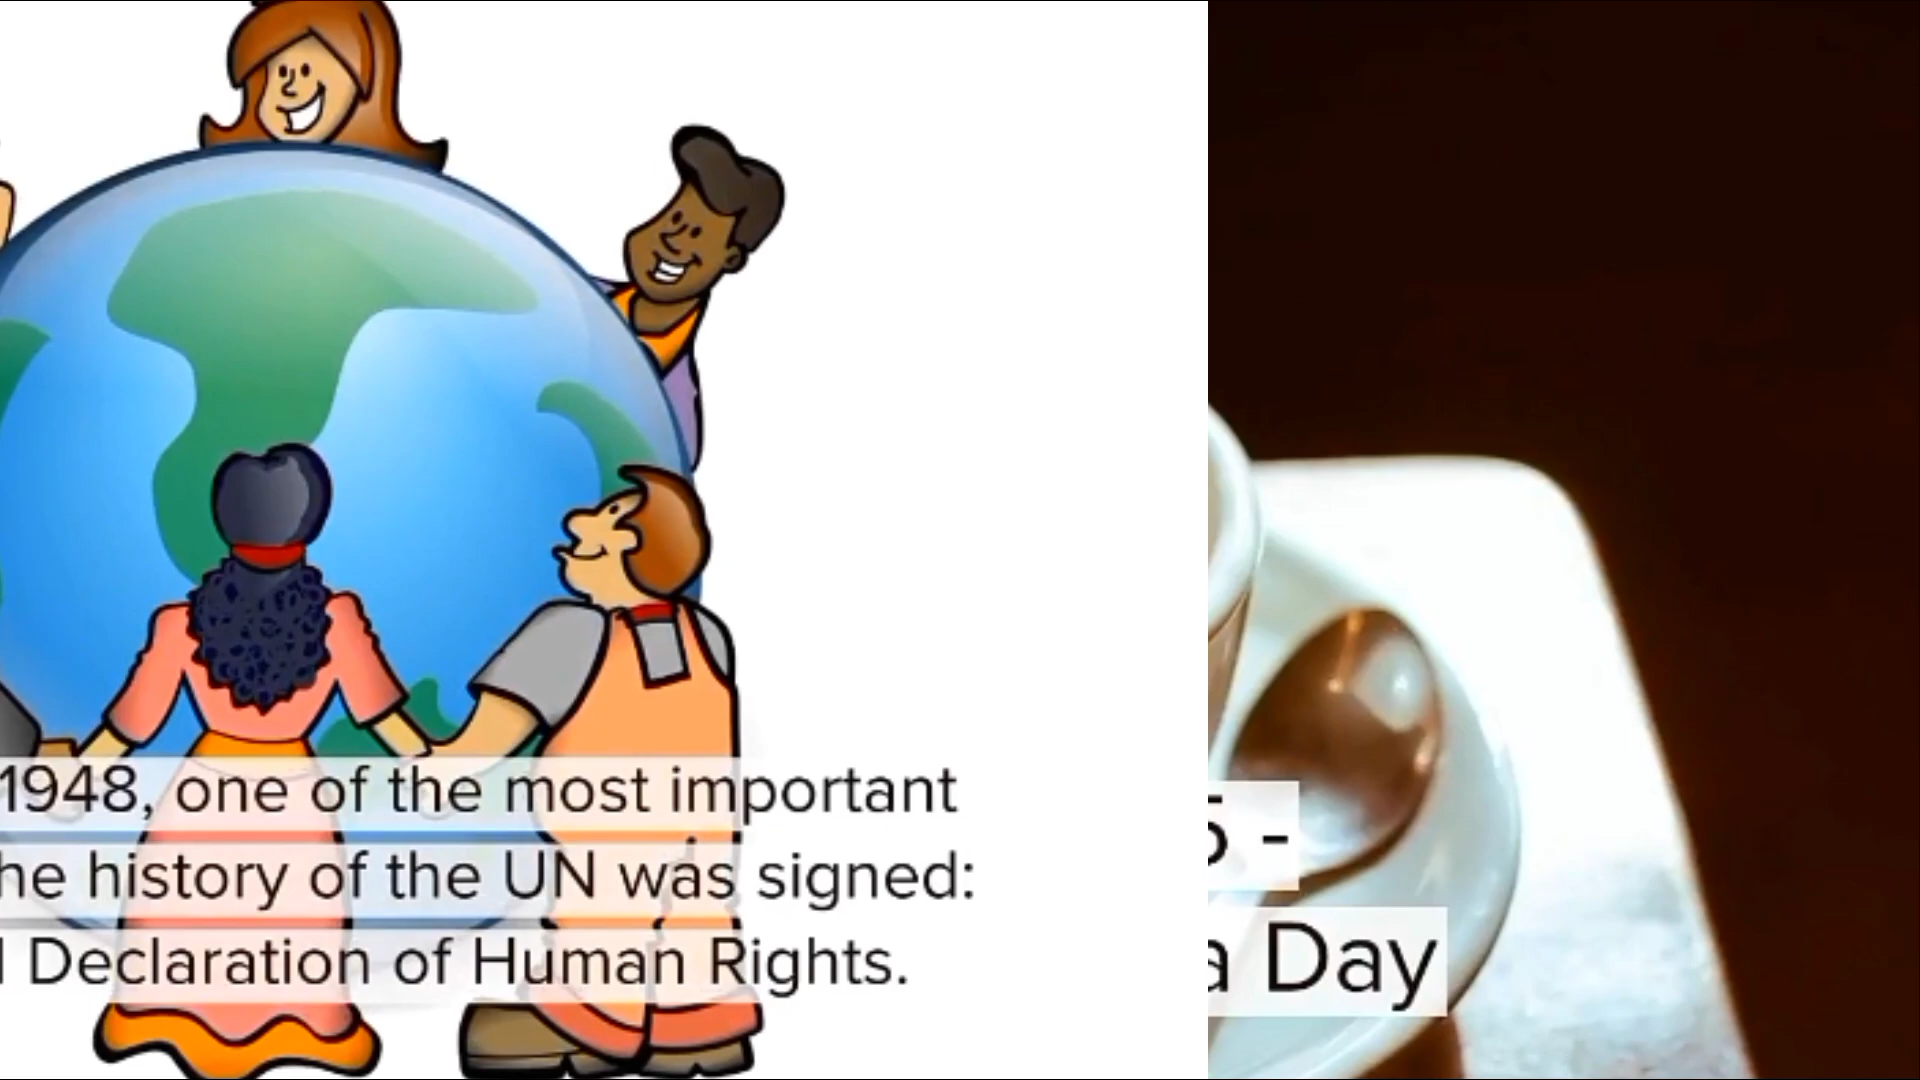 1948, one of the most important
he history of the UN was signed:
l Declaration of Human Rights.
5 -
a Day